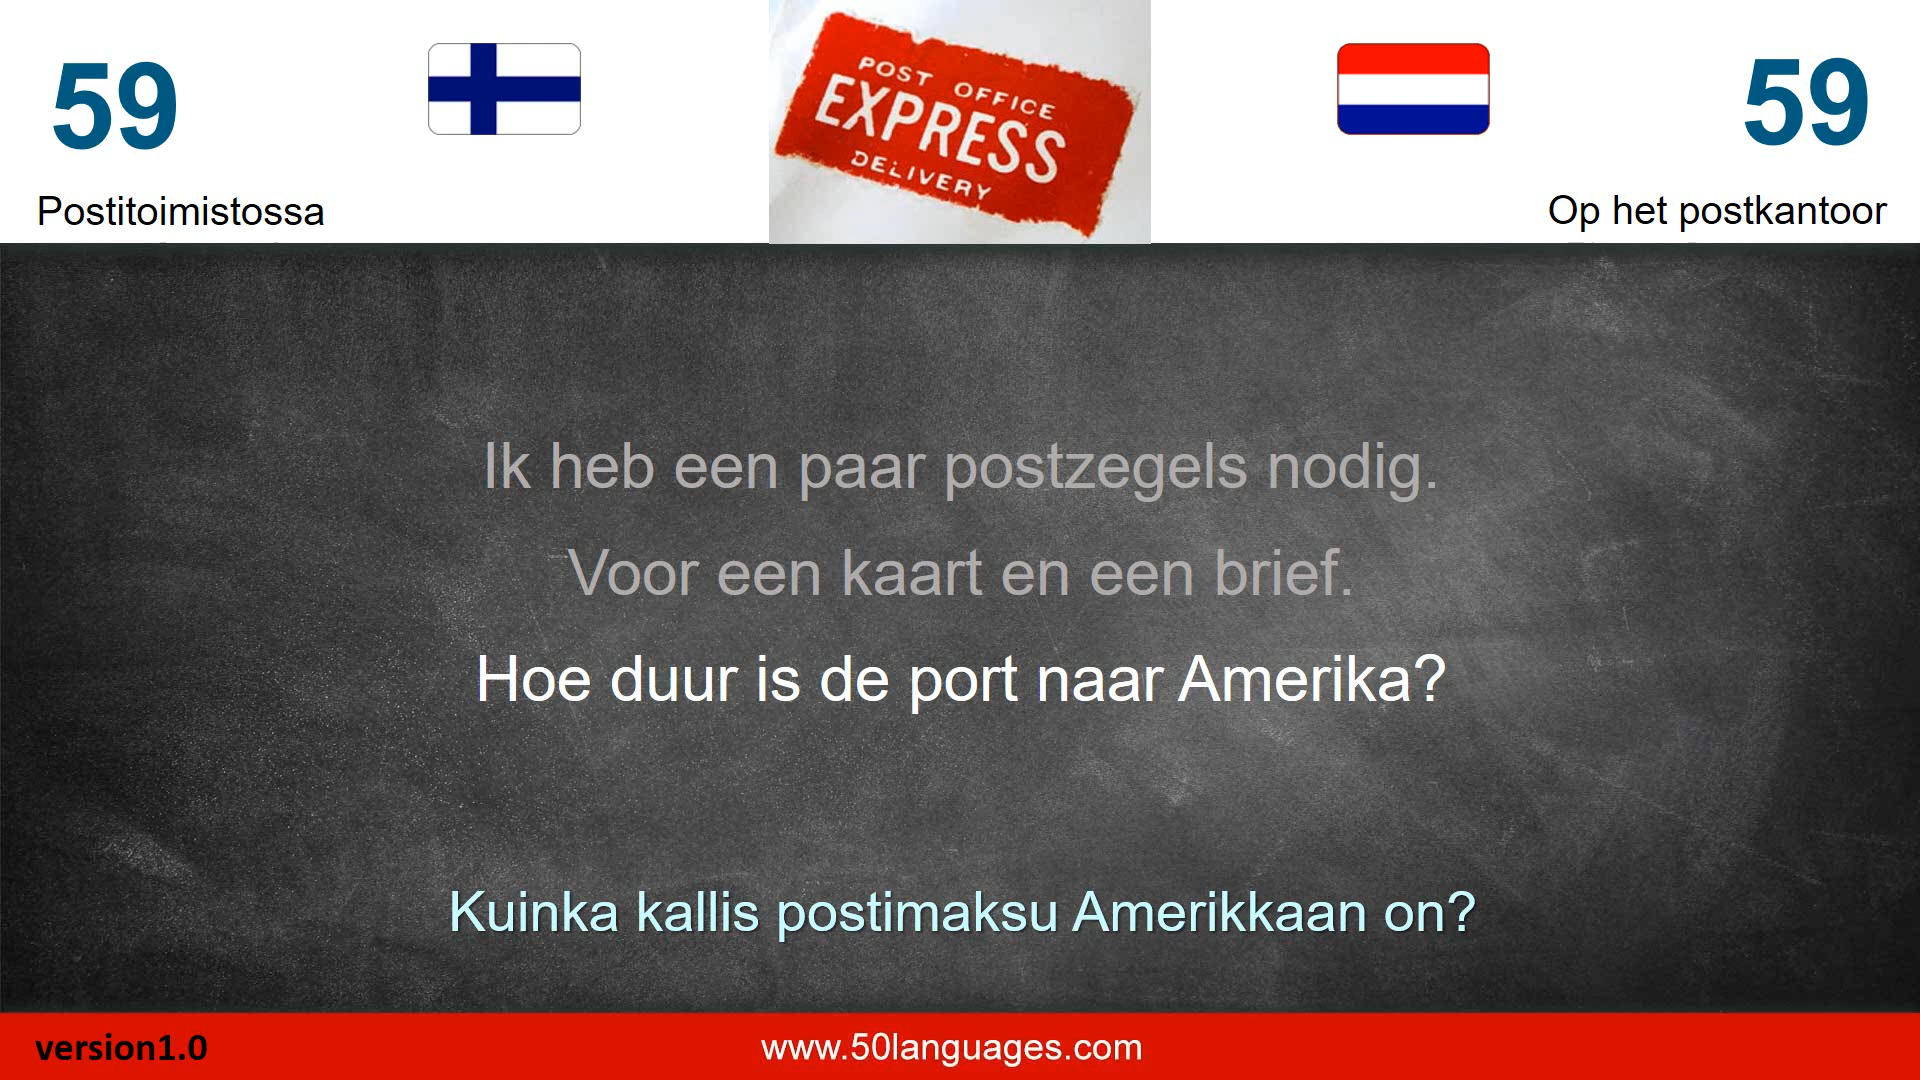 59
Postitoimistossa
POST OFFICE
EXPRESS
DELIVERY
59
Op het postkantoor
Ik heb een paar postzegels nodig.
Voor een kaart en een brief.
Hoe duur is de port naar Amerika?
Kuinka kallis postimaksu Amerikkaan on?
version1.0
www.50languages.com